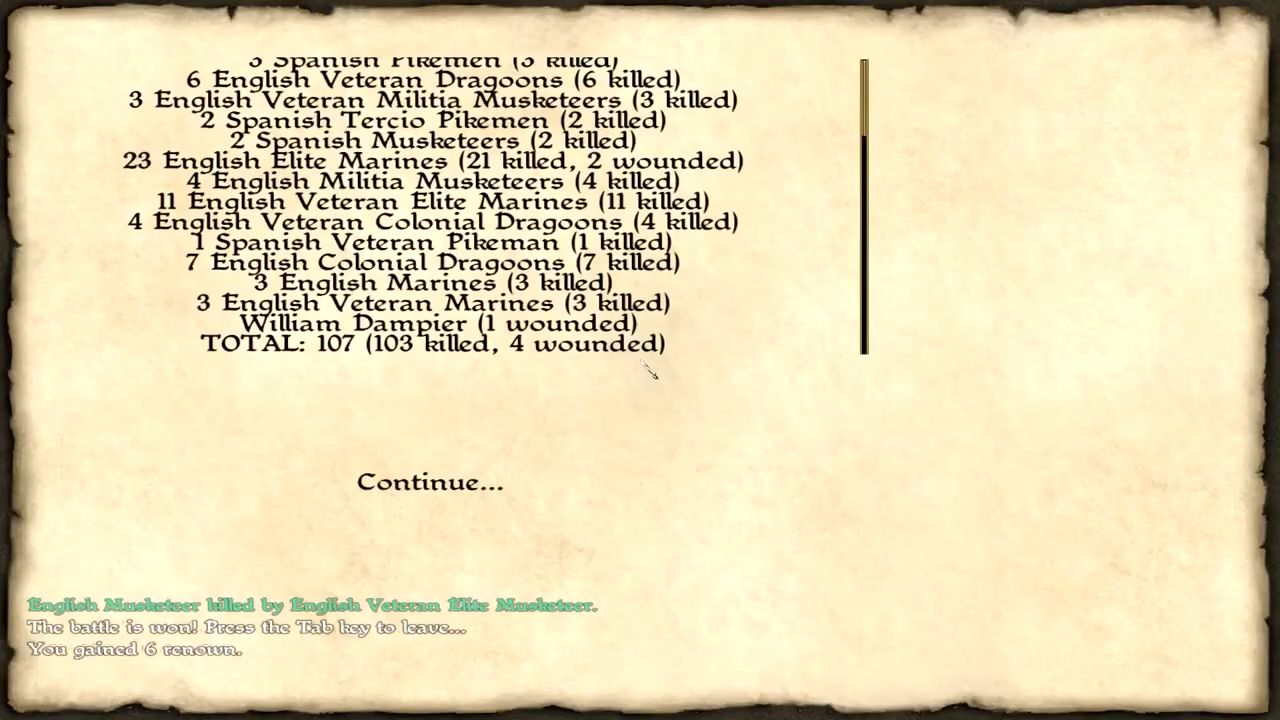 3 Spanish Pikemen (3 killed)
6 English Veteran Dragoons (6 killed)
3 English Veteran Militia Musketeers (3 killed)
2 Spanish Tercio Pikemen (2 killed)
2 Spanish Musketeers (2 killed)
23 English Elite Marines (21 killed, 2 wounded)
4 English Militia Musketeers (4 killed)
11 English Veteran Elite Marines (11 killed)
4 English Veteran Colonial Dragoons (4 killed)
1 Spanish Veteran Pikeman (1 killed)
7 English Colonial Dragoons (7 killed)
3 English Marines (3 killed)
3 English Veteran Marines (3 killed)
William Dampier (1 wounded)
TOTAL: 107 (103 killed, 4 wounded)
Continue...
English Musketeer killed by English Veteran Elite Musketeer.
The battle is won! Press the Tab key to leave...
You gained 6 renown.